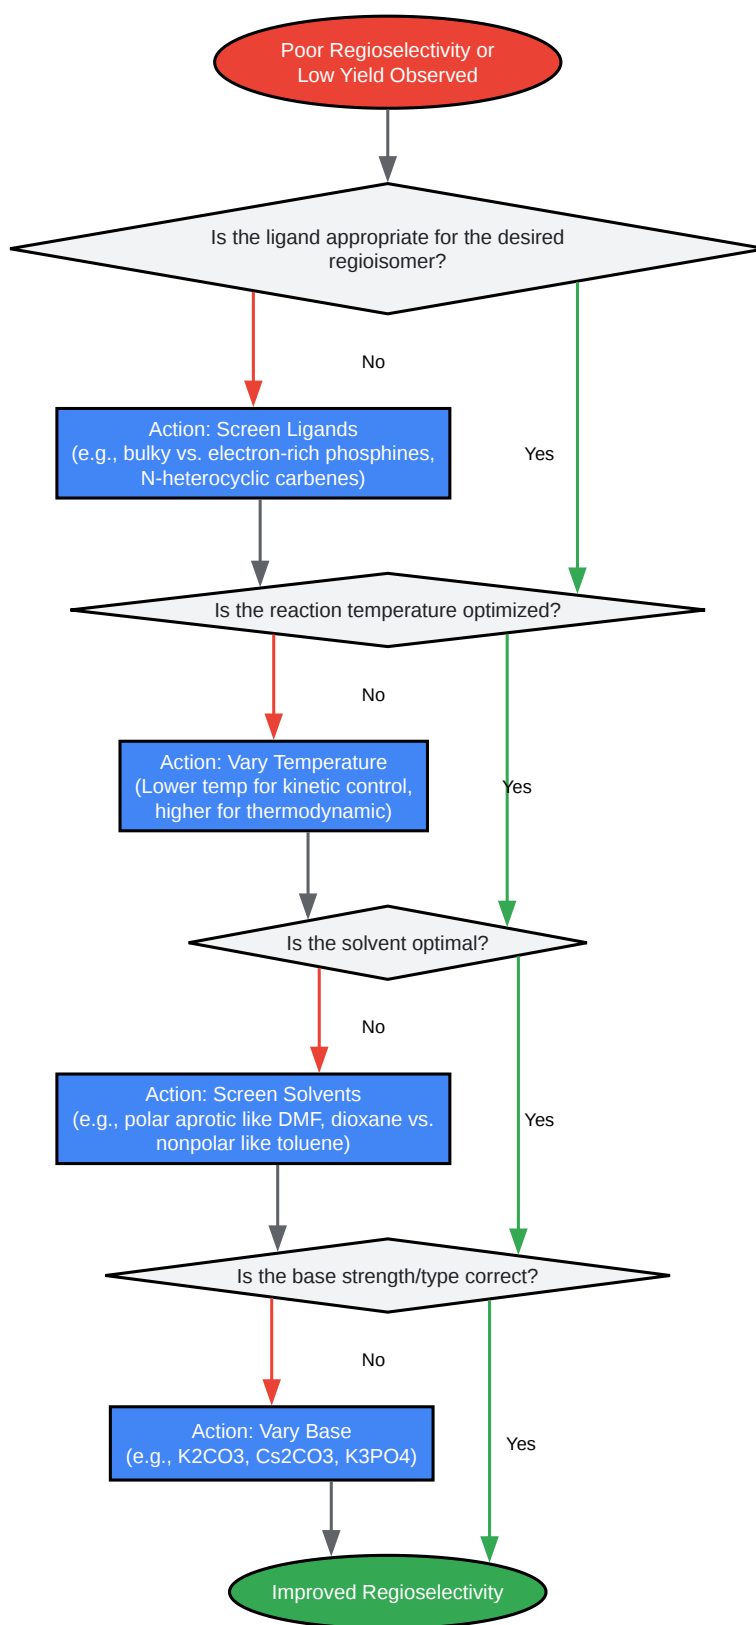 Poor Regioselectivity or
Low Yield Observed
Is the ligand appropriate for the desired
regioisomer?
No
Action: Screen Ligands
(e.g., bulky vs. electron-rich phosphines,
N-heterocyclic carbenes)
Yes
Is the reaction temperature optimized?
No
Action: Vary Temperature
(Lower temp for kinetic control,
higher for thermodynamic)
Yes
Is the solvent optimal?
No
Action: Screen Solvents
(e.g., polar aprotic like DMF, dioxane vs.
nonpolar like toluene)
Yes
Is the base strength/type correct?
No
Action: Vary Base
(e.g., K2CO3, Cs2CO3, K3PO4)
Yes
Improved Regioselectivity